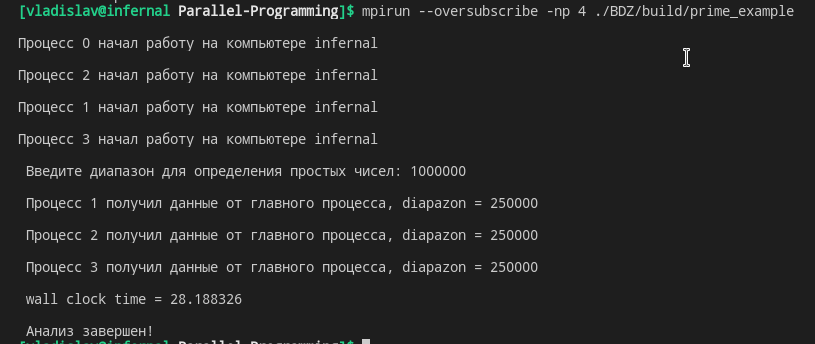 [vladislav@infernal Parallel-Programming]$ mpirun --oversubscribe -np 4 ./BDZ/build/prime_example
Процесс 0 начал работу на компьютере infernal
Процесс 2 начал работу на компьютере infernal
Процесс 1 начал работу на компьютере infernal
Процесс 3 начал работу на компьютере infernal
Введите диапазон для определения простых чисел: 1000000
Процесс 1 получил данные от главного процесса, diapazon = 250000
Процесс 2 получил данные от главного процесса, diapazon = 250000
Процесс 3 получил данные от главного процесса, diapazon = 250000
wall clock time = 28.188326
Анализ завершен!
[vladislav@infernal Parallel-Programming]$